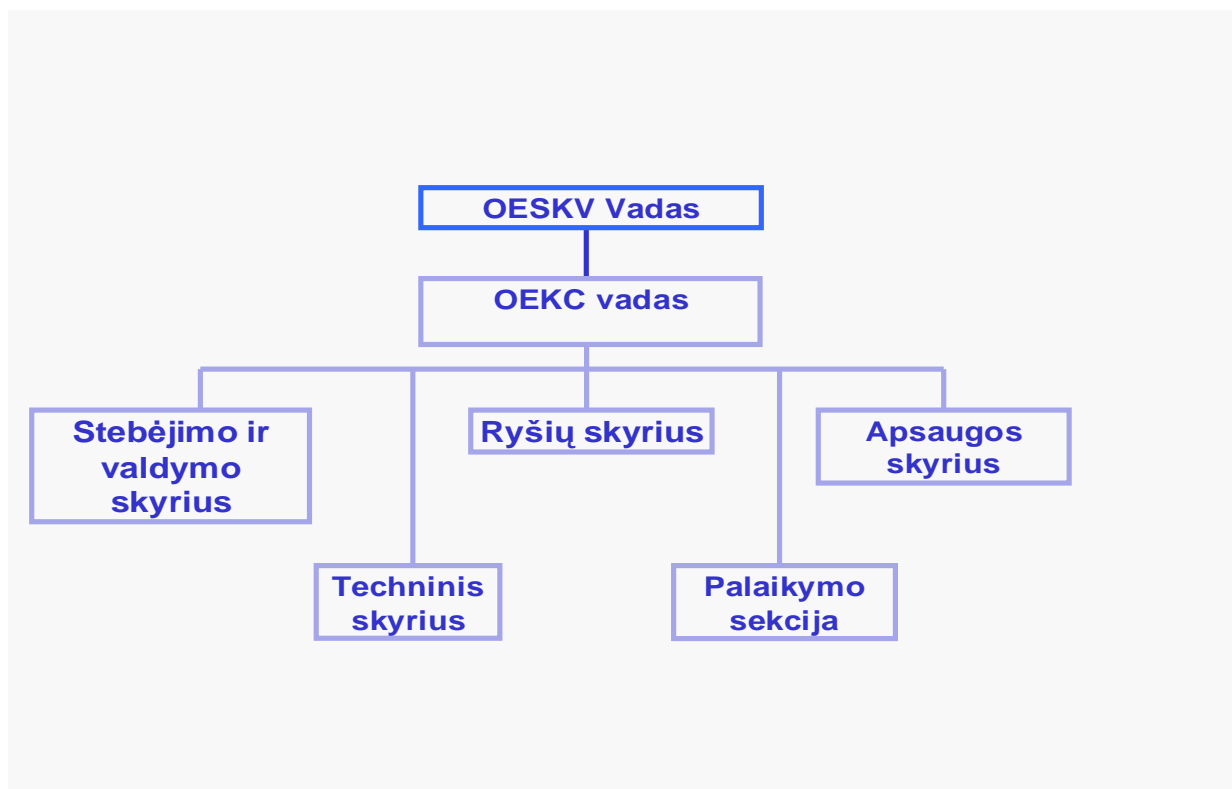 OESKV Vadas
OEKC vadas
Stebėjimo ir
valdymo
skyrius
Ryšių skyrius
Apsaugos
skyrius
Techninis
skyrius
Palaikymo
sekcija